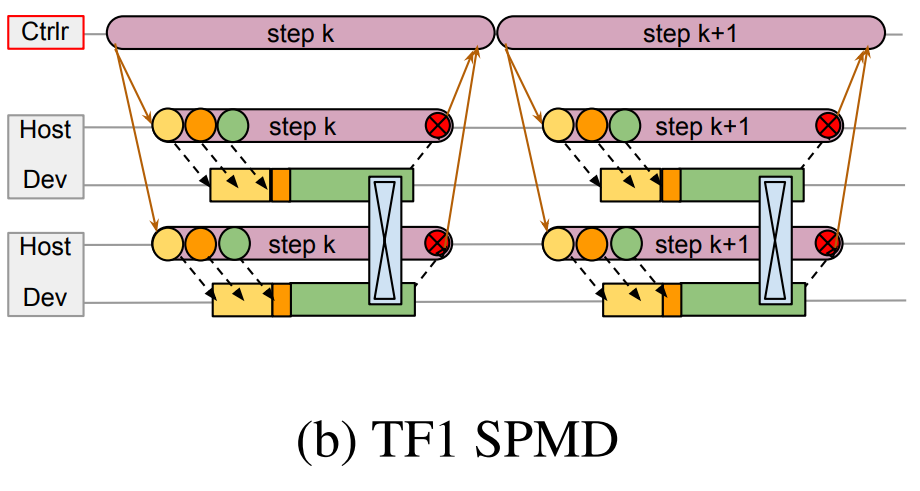 Ctrlr
step k
step k+1
Host
step k
step k+1
Dev
Host
step k
step k+1
Dev
(b) TF1 SPMD